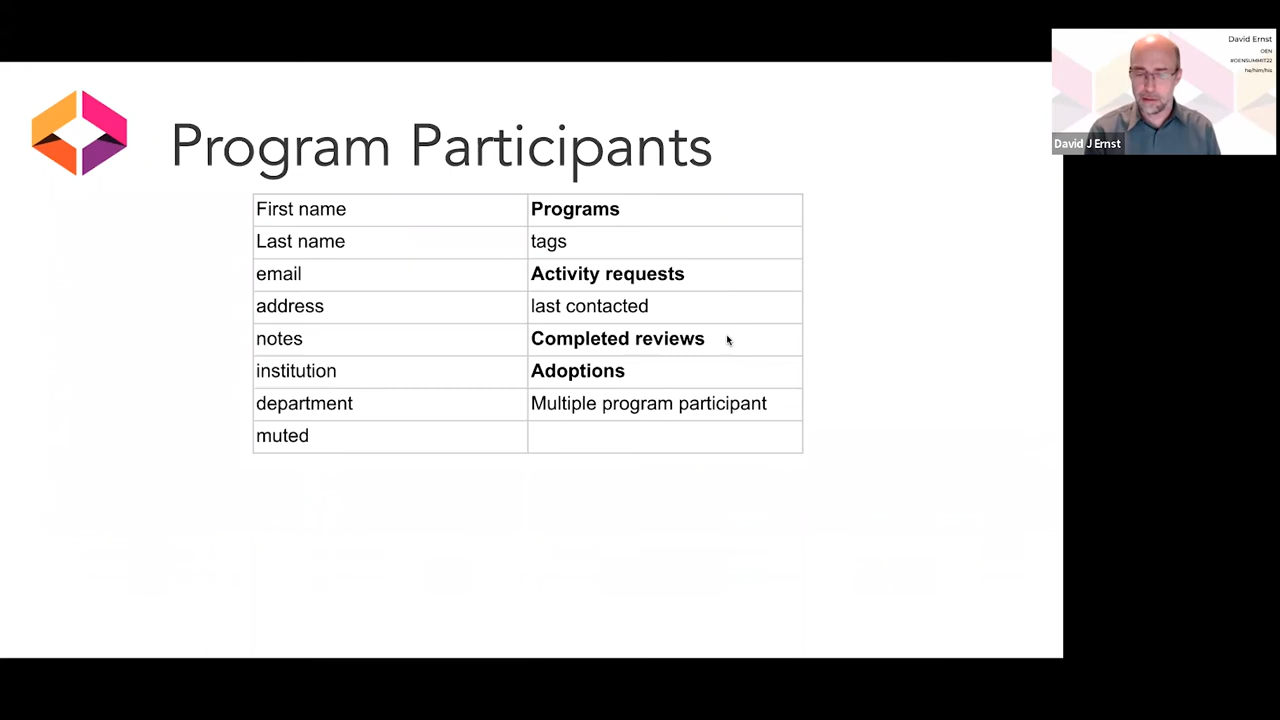 Program Participants
First name Programs
Last name tags
email Activity requests
address last contacted
notes Completed reviews
institution Adoptions
department Multiple program participant
muted
David Ernst
OEN
#OENSUMMIT22
he/him/his
David J Ernst